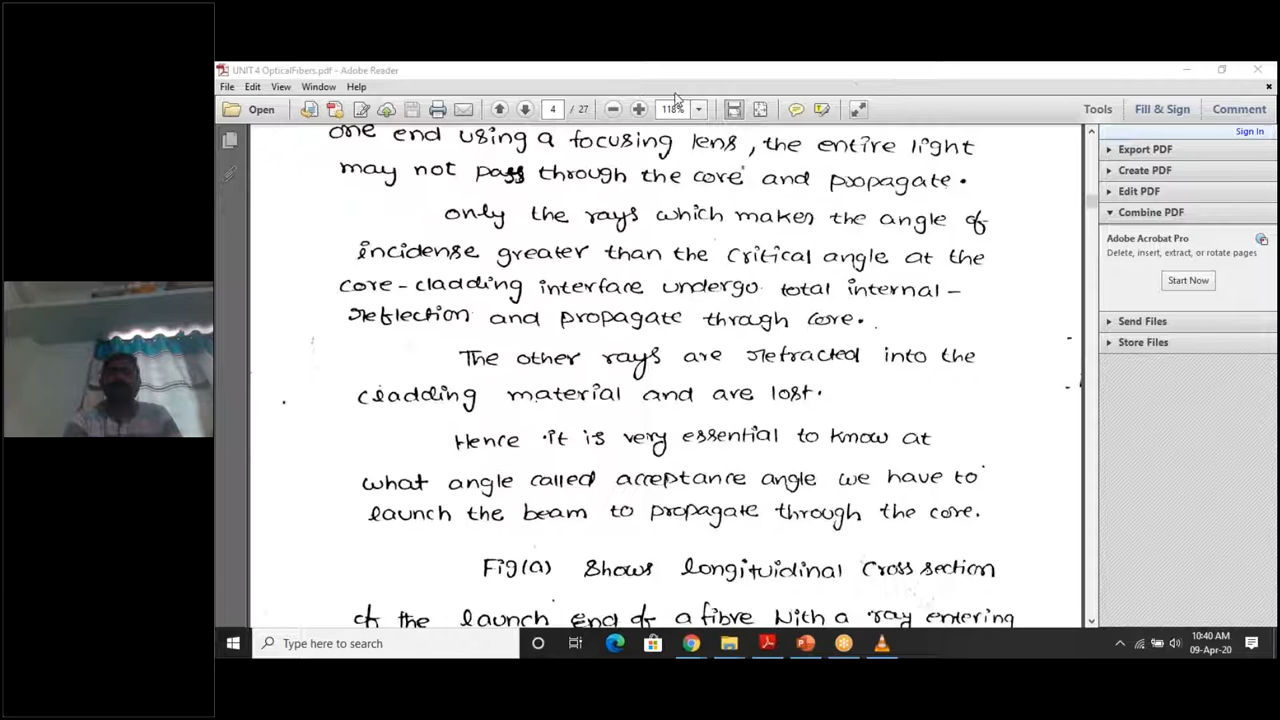 UNIT 4 OpticalFibers.pdf - Adobe Reader
File Edit View Window Help
Open 4 / 27 118% Tools Fill & Sign Comment
Sign In
one end using a focusing lens, the entire light
may not pass through the core and propagate.
only the rays which makes the angle of
incidense greater than the critical angle at the
core-cladding interface undergo total internal-
reflection and propagate through core.
The other rays are refracted into the
cladding material and are lost.
Hence it is very essential to know at
what angle called acceptance angle we have to
launch the beam to propagate through the core.
Fig(a) shows longituidinal cross section
of the launch end of a fibre with a ray entering
Export PDF
Create PDF
Edit PDF
Combine PDF
Adobe Acrobat Pro
Delete, insert, extract, or rotate pages
Start Now
Send Files
Store Files
Type here to search
10:40 AM
09-Apr-20